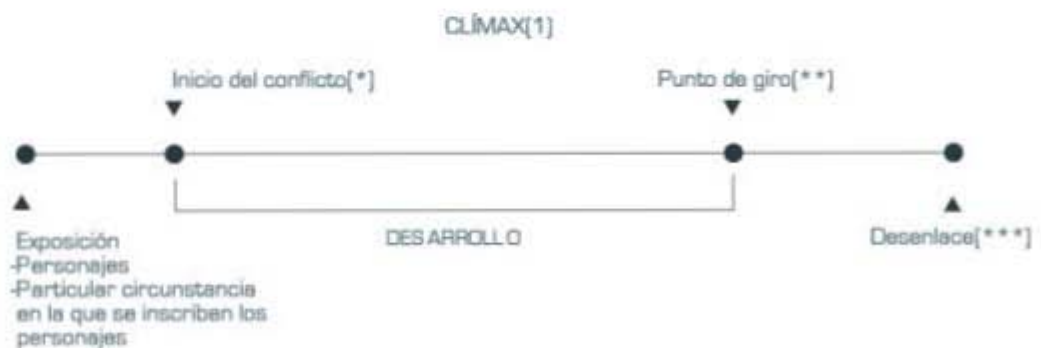 CLÍMAX[1]
Inicio del conflicto[*]
Punto de giro[**]
DESARROLLO
Exposición
-Personajes
-Particular circunstancia
en la que se inscriben los
personajes
Desenlace[***]